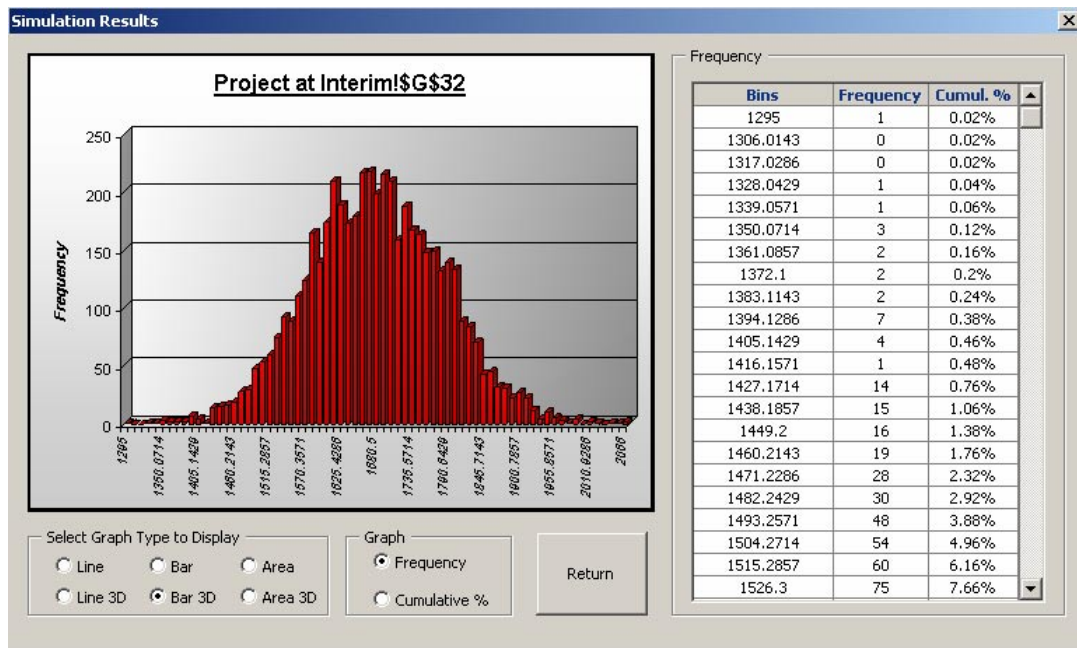 Simulation Results
Project at Interim!$G$32
Frequency
250
200
150
100
50
0
1295
1350.0714
1405.1429
1460.2143
1515.2857
1570.3571
1625.4286
1680.5
1735.5714
1790.6429
1845.7143
1900.7857
1955.8571
2010.9286
2066
Select Graph Type to Display
Line Bar Area
Line 3D Bar 3D Area 3D
Graph
Frequency
Cumulative %
Return
Frequency
Bins Frequency Cumul. %
1295 1 0.02%
1306.0143 0 0.02%
1317.0286 0 0.02%
1328.0429 1 0.04%
1339.0571 1 0.06%
1350.0714 3 0.12%
1361.0857 2 0.16%
1372.1 2 0.2%
1383.1143 2 0.24%
1394.1286 7 0.38%
1405.1429 4 0.46%
1416.1571 1 0.48%
1427.1714 14 0.76%
1438.1857 15 1.06%
1449.2 16 1.38%
1460.2143 19 1.76%
1471.2286 28 2.32%
1482.2429 30 2.92%
1493.2571 48 3.88%
1504.2714 54 4.96%
1515.2857 60 6.16%
1526.3 75 7.66%